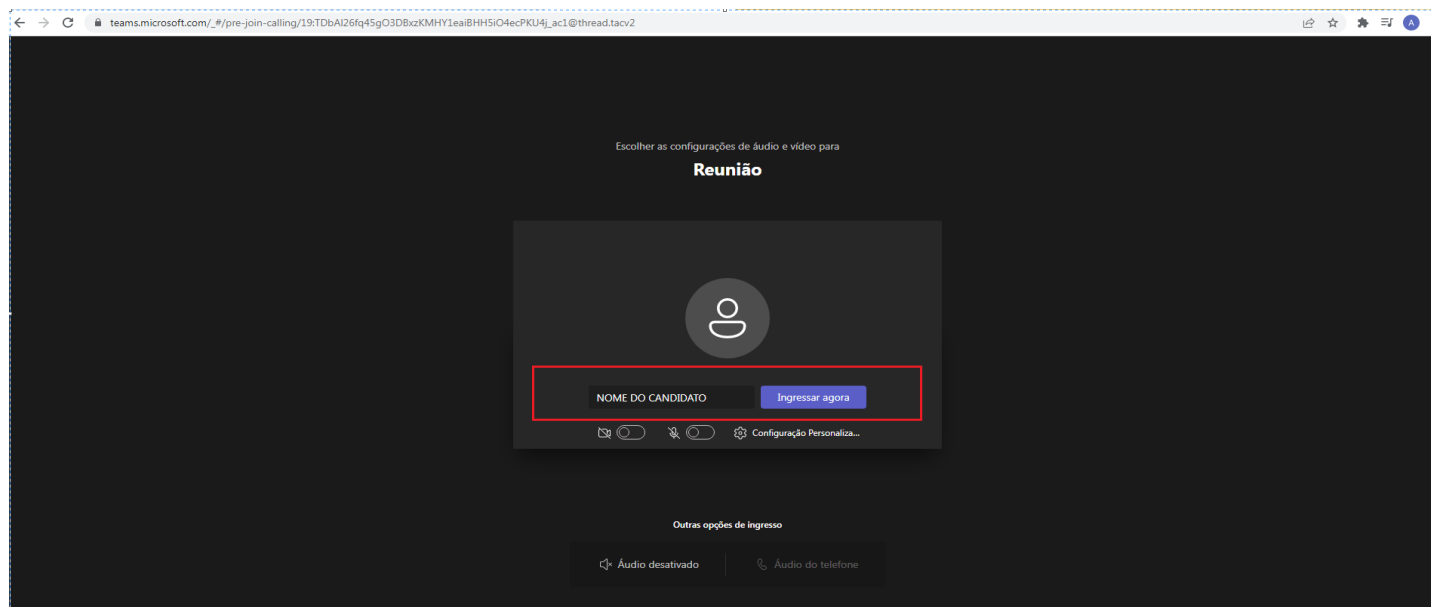 teams.microsoft.com/_#/pre-join-calling/19:TDbAl26fq45gO3DBxzKMHY1eaiBHH5iO4ecPKU4j_ac1@thread.tacv2
A
Escolher as configurações de áudio e vídeo para
Reunião
NOME DO CANDIDATO Ingressar agora
Configuração Personaliza...
Outras opções de ingresso
Áudio desativado Áudio do telefone